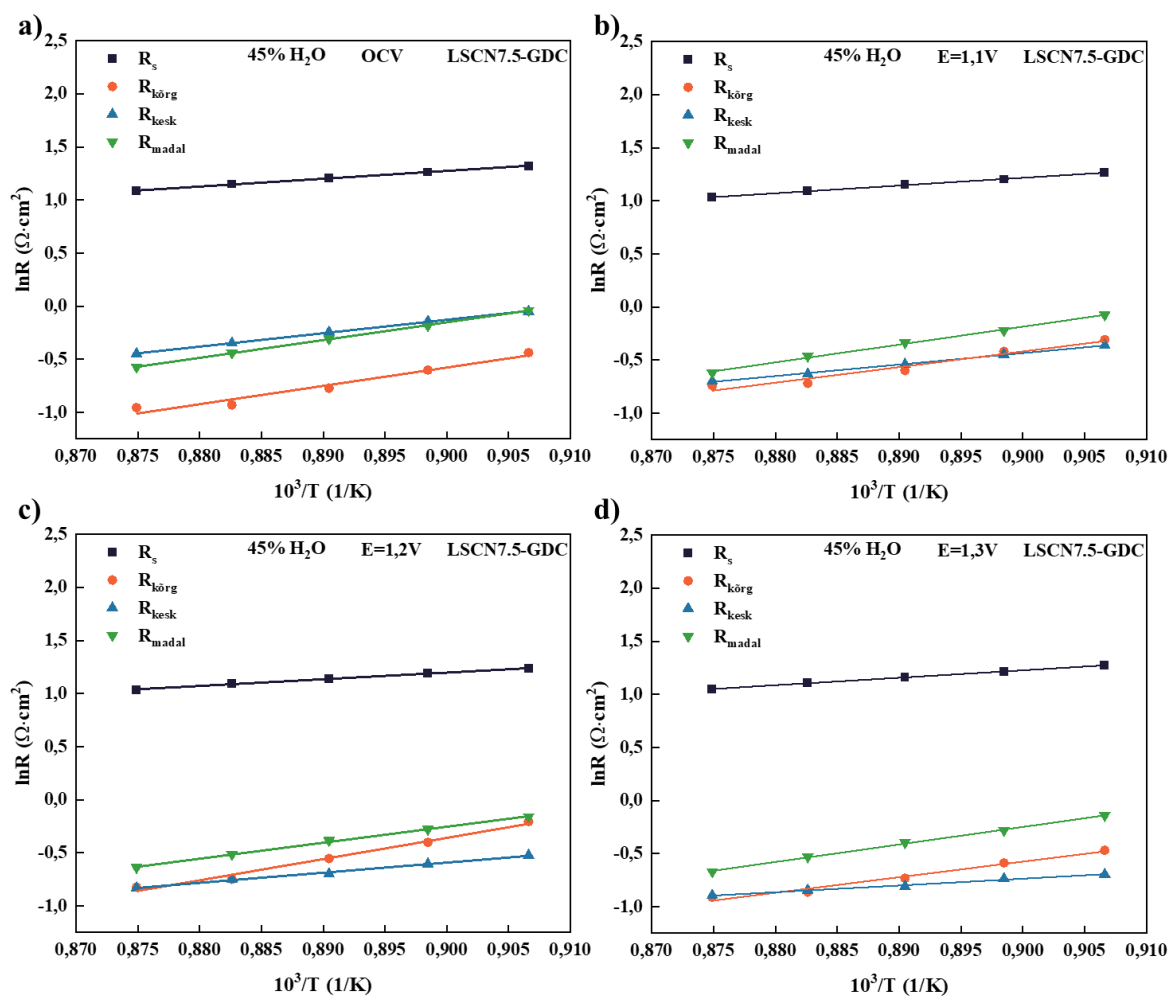 a)
45% H₂O OCV LSCN7.5-GDC
R_s
R_kõrg
R_kesk
R_madal
2,5
2,0
1,5
1,0
0,5
0,0
-0,5
-1,0
lnR (Ω·cm²)
0,870 0,875 0,880 0,885 0,890 0,895 0,900 0,905 0,910
10³/T (1/K)
b)
45% H₂O E=1,1V LSCN7.5-GDC
R_s
R_kõrg
R_kesk
R_madal
2,5
2,0
1,5
1,0
0,5
0,0
-0,5
-1,0
lnR (Ω·cm²)
0,870 0,875 0,880 0,885 0,890 0,895 0,900 0,905 0,910
10³/T (1/K)
c)
45% H₂O E=1,2V LSCN7.5-GDC
R_s
R_kõrg
R_kesk
R_madal
2,5
2,0
1,5
1,0
0,5
0,0
-0,5
-1,0
lnR (Ω·cm²)
0,870 0,875 0,880 0,885 0,890 0,895 0,900 0,905 0,910
10³/T (1/K)
d)
45% H₂O E=1,3V LSCN7.5-GDC
R_s
R_kõrg
R_kesk
R_madal
2,5
2,0
1,5
1,0
0,5
0,0
-0,5
-1,0
lnR (Ω·cm²)
0,870 0,875 0,880 0,885 0,890 0,895 0,900 0,905 0,910
10³/T (1/K)